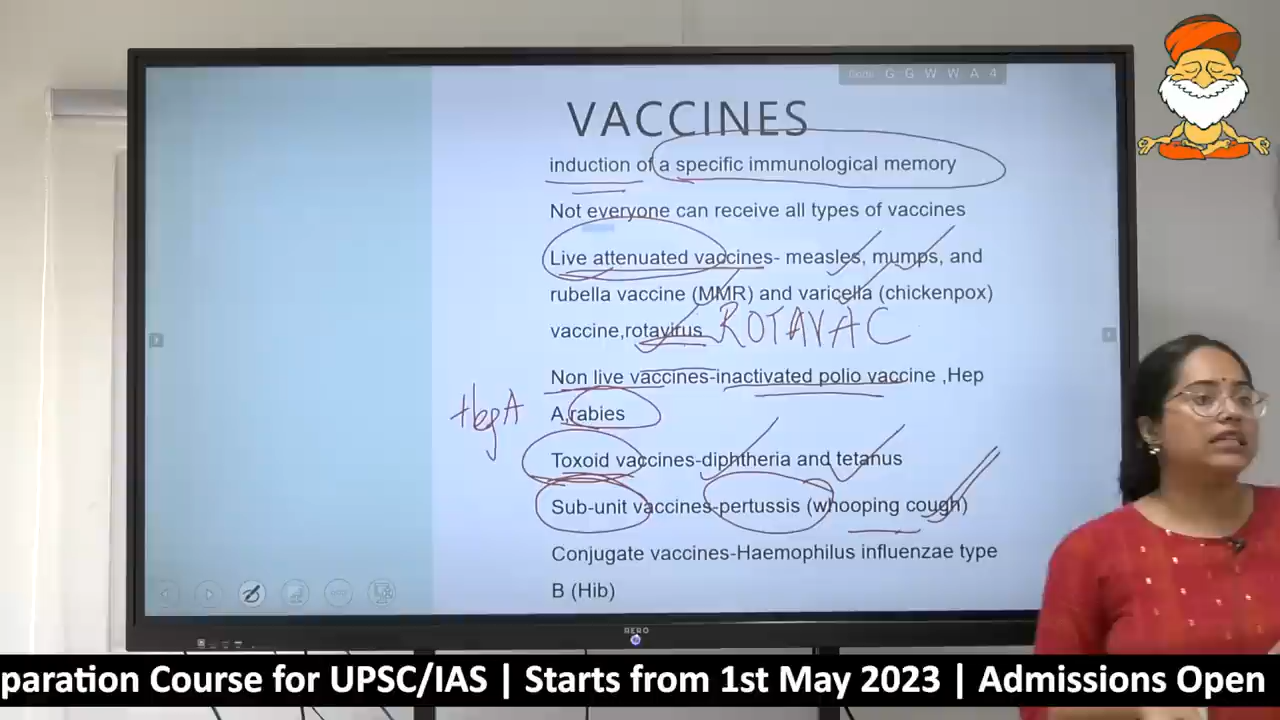 Code: G G W W A 4
VACCINES
induction of a specific immunological memory
Not everyone can receive all types of vaccines
Live attenuated vaccines- measles, mumps, and
rubella vaccine (MMR) and varicella (chickenpox)
vaccine,rotavirus ROTAVAC
Non live vaccines-inactivated polio vaccine ,Hep
A,rabies
Toxoid vaccines-diphtheria and tetanus
Sub-unit vaccines-pertussis (whooping cough)
Conjugate vaccines-Haemophilus influenzae type
B (Hib)
paration Course for UPSC/IAS | Starts from 1st May 2023 | Admissions Open